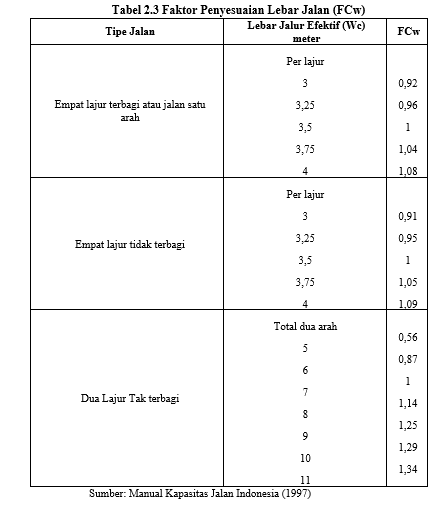 Tabel 2.3 Faktor Penyesuaian Lebar Jalan (FCw)
Tipe Jalan
Lebar Jalur Efektif (Wc)
meter
FCw
Empat lajur terbagi atau jalan satu
arah
Per lajur
3 0,92
3,25 0,96
3,5 1
3,75 1,04
4 1,08
Empat lajur tidak terbagi
Per lajur
3 0,91
3,25 0,95
3,5 1
3,75 1,05
4 1,09
Dua Lajur Tak terbagi
Total dua arah
5 0,56
6 0,87
7 1
8 1,14
9 1,25
10 1,29
11 1,34
Sumber: Manual Kapasitas Jalan Indonesia (1997)